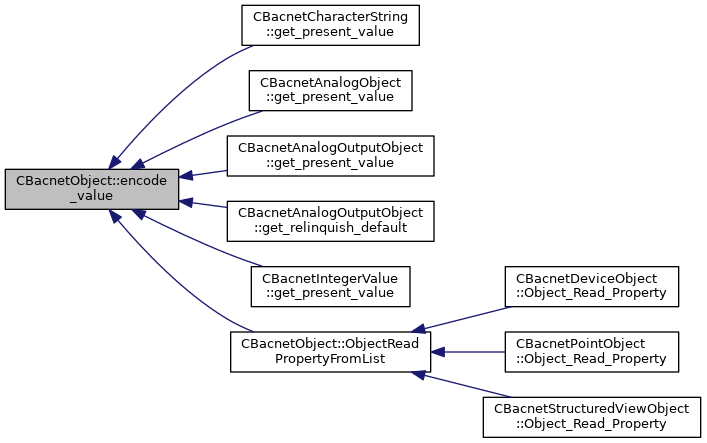 CBacnetCharacterString
::get_present_value
CBacnetAnalogObject
::get_present_value
CBacnetAnalogOutputObject
::get_present_value
CBacnetObject::encode
_value
CBacnetAnalogOutputObject
::get_relinquish_default
CBacnetIntegerValue
::get_present_value
CBacnetDeviceObject
::Object_Read_Property
CBacnetObject::ObjectRead
PropertyFromList
CBacnetPointObject
::Object_Read_Property
CBacnetStructuredViewObject
::Object_Read_Property